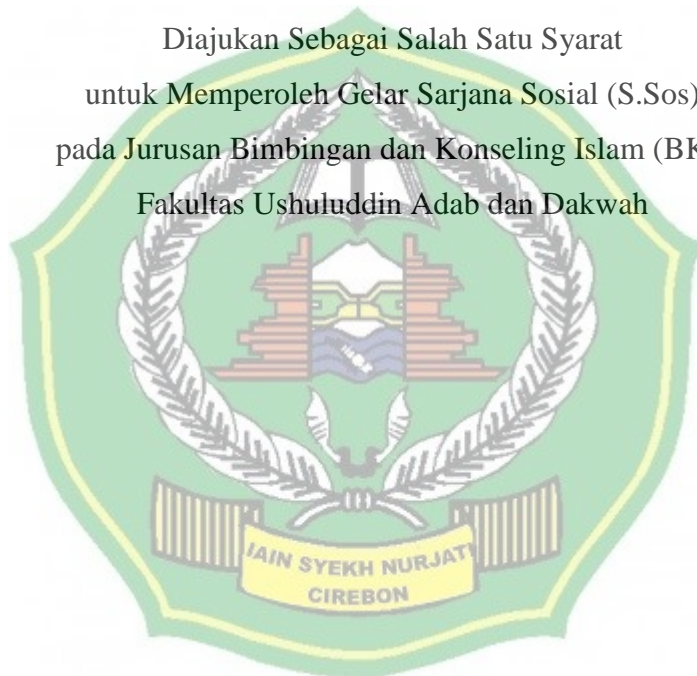 Diajukan Sebagai Salah Satu Syarat
untuk Memperoleh Gelar Sarjana Sosial (S.Sos)
pada Jurusan Bimbingan dan Konseling Islam (BK
Fakultas Ushuluddin Adab dan Dakwah
IAIN SYEKH NURJATI
CIREBON